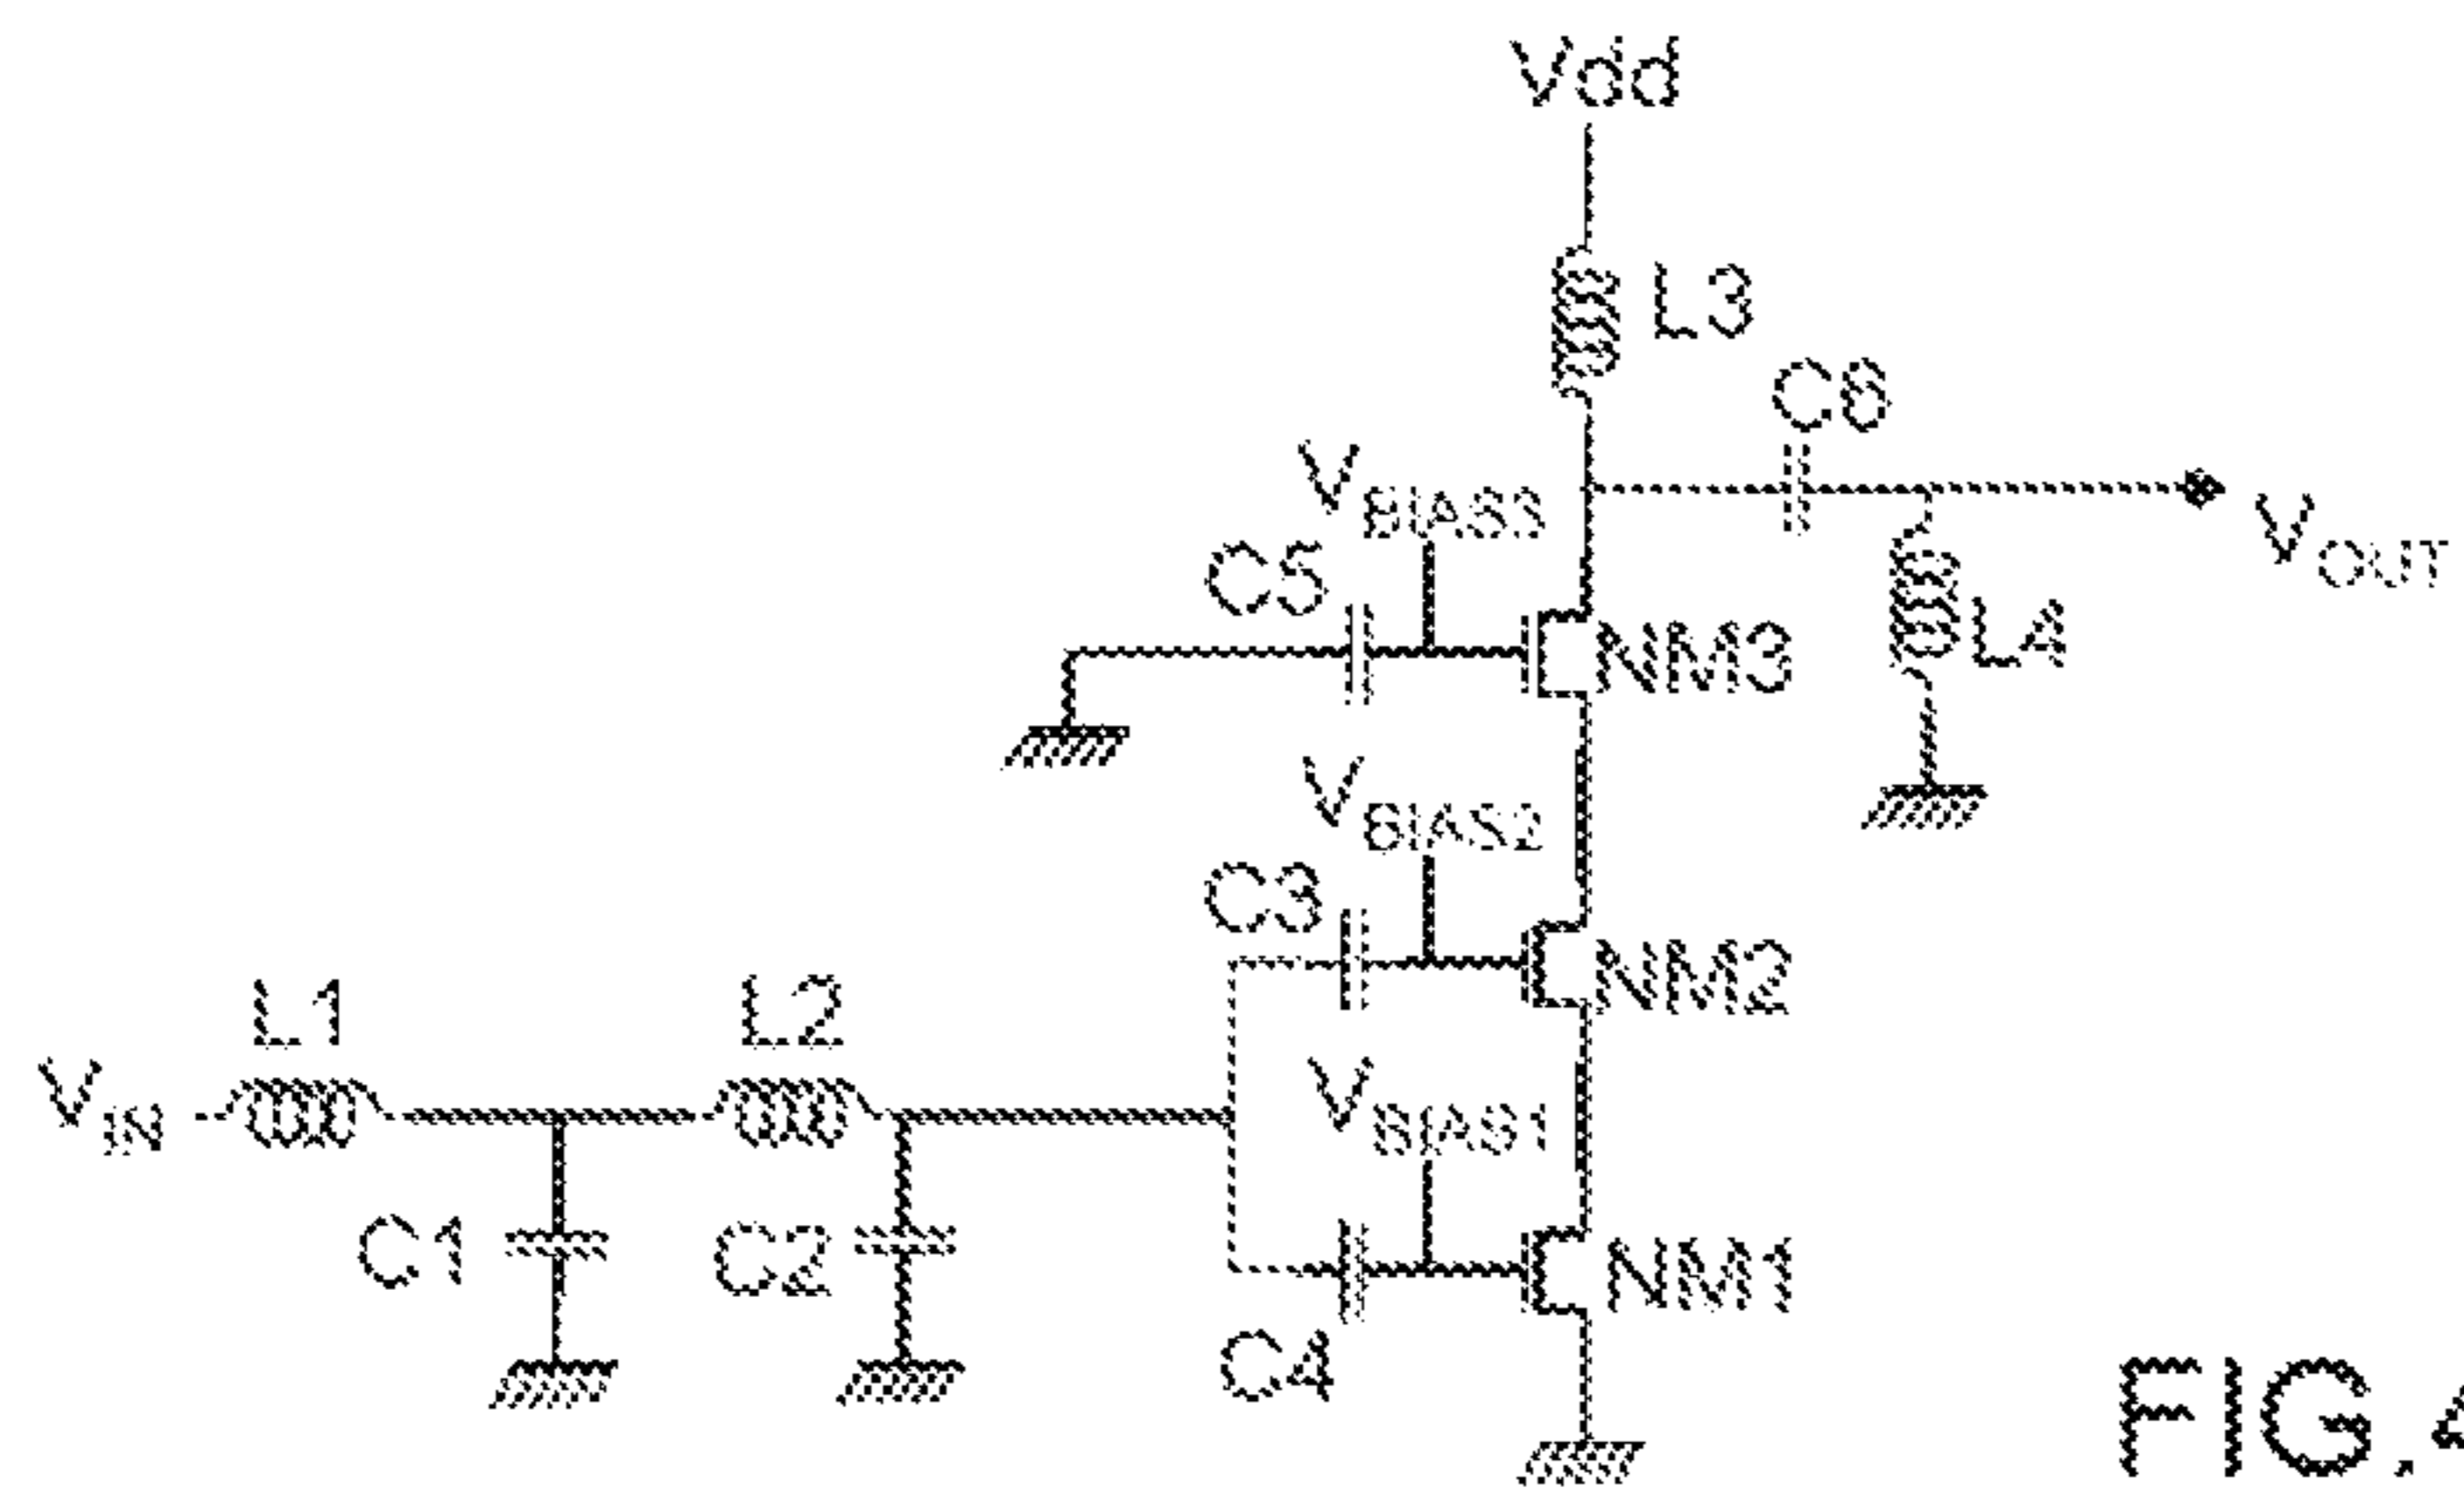 Vdd
L3
C6
VBIAS3
VOUT
C5
NM3
L4
VBIAS2
C3
NM2
L1
L2
VIN
VBIAS1
C1
C2
NM1
C4
FIG.4